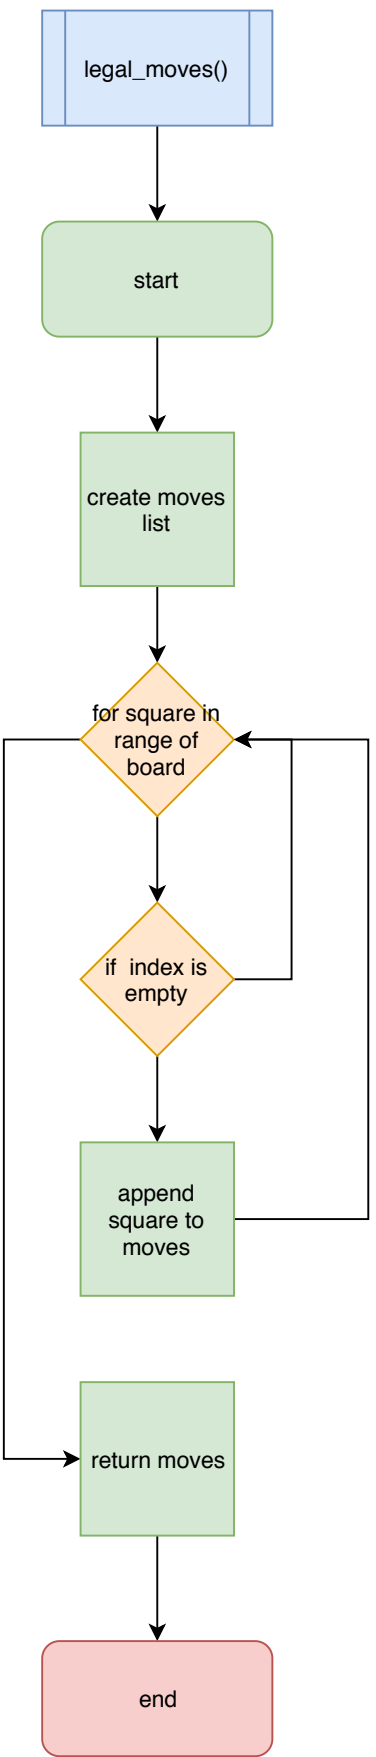 legal_moves()
start
create moves
list
for square in
range of
board
if  index is
empty
append
square to
moves
return moves
end